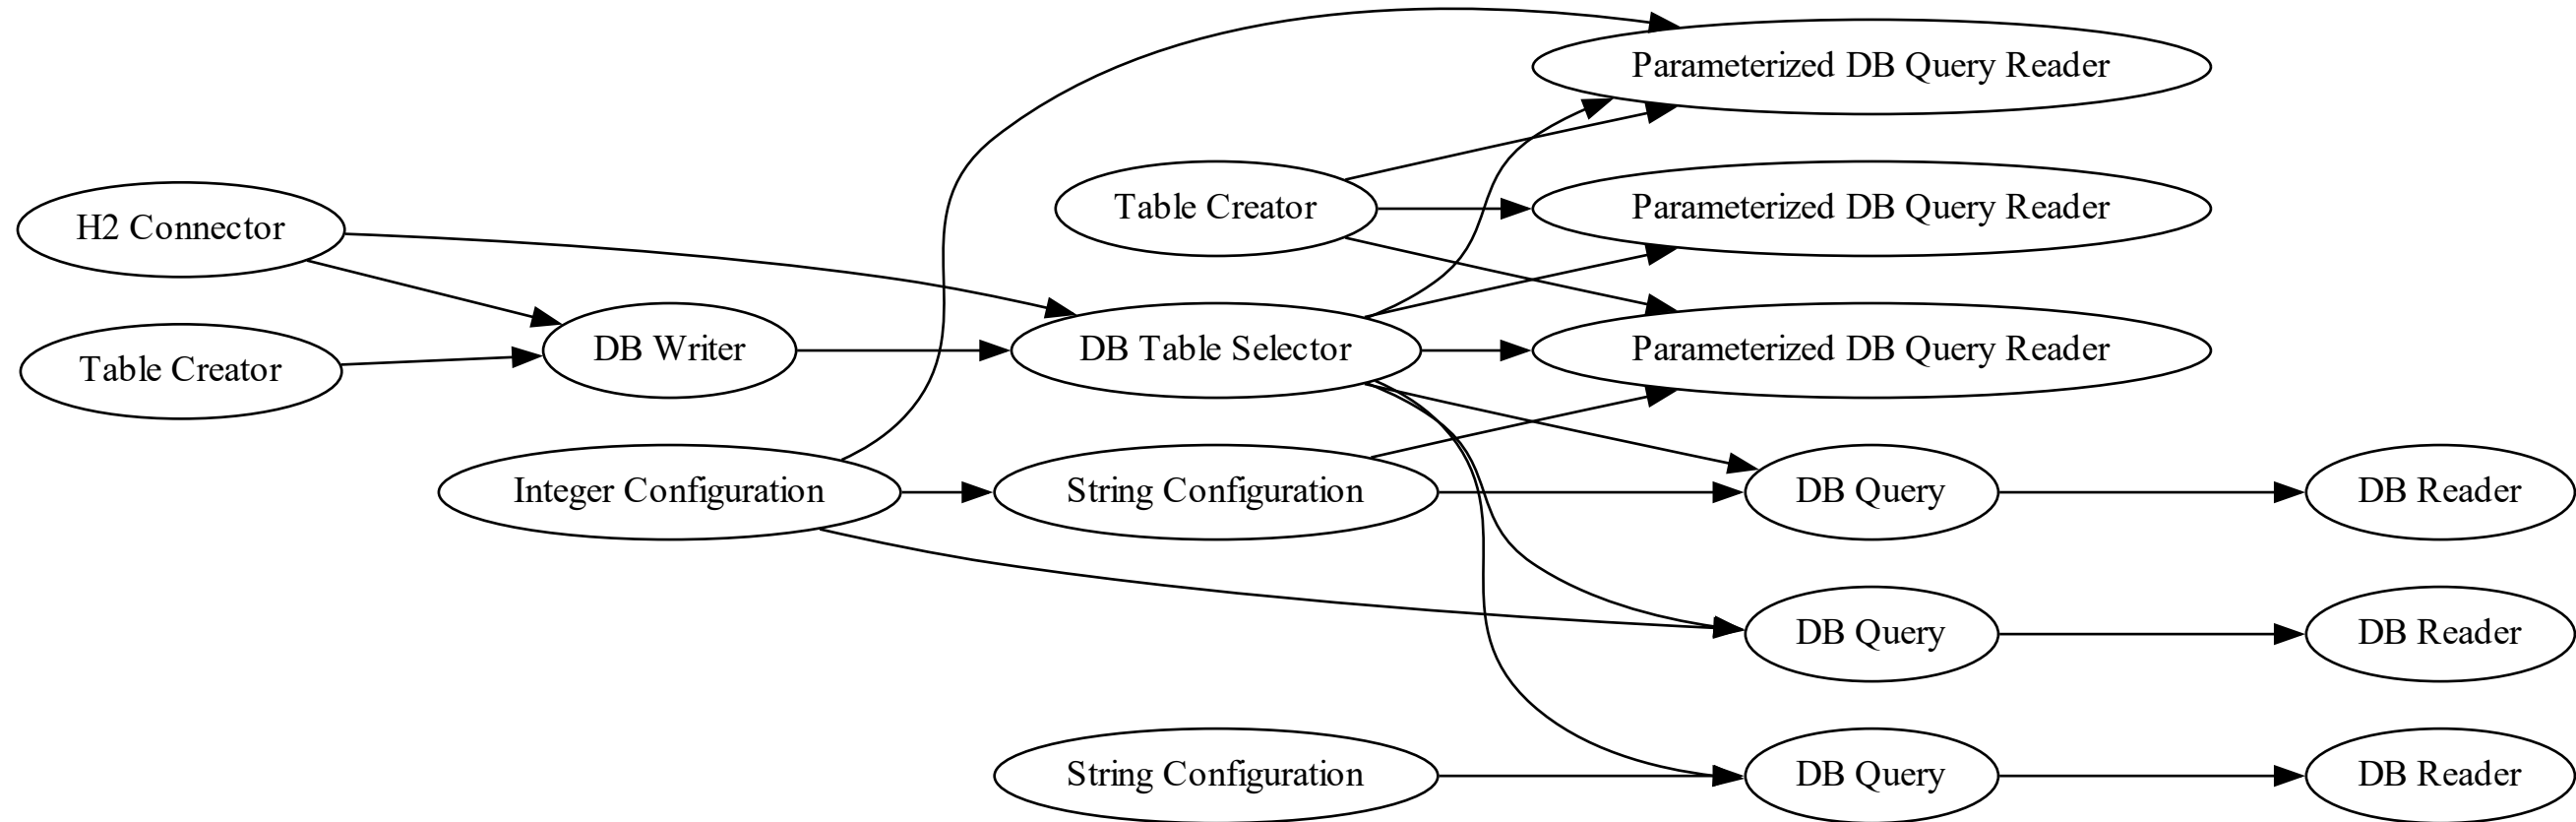 Parameterized DB Query Reader
Table Creator
Parameterized DB Query Reader
H2 Connector
DB Writer
DB Table Selector
Parameterized DB Query Reader
Table Creator
Integer Configuration
String Configuration
DB Query
DB Reader
DB Query
DB Reader
String Configuration
DB Query
DB Reader